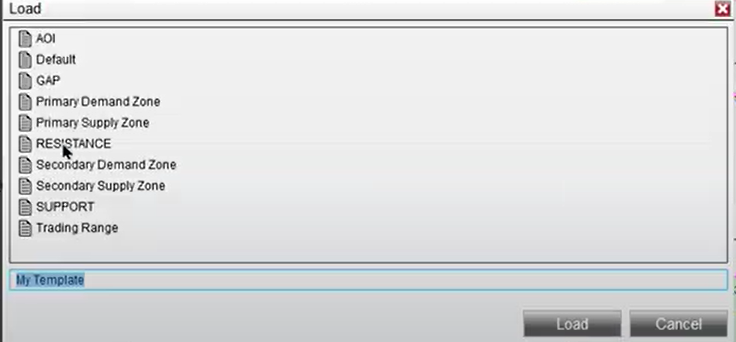 Load
AOI
Default
GAP
Primary Demand Zone
Primary Supply Zone
RESISTANCE
Secondary Demand Zone
Secondary Supply Zone
SUPPORT
Trading Range
My Template
Load Cancel